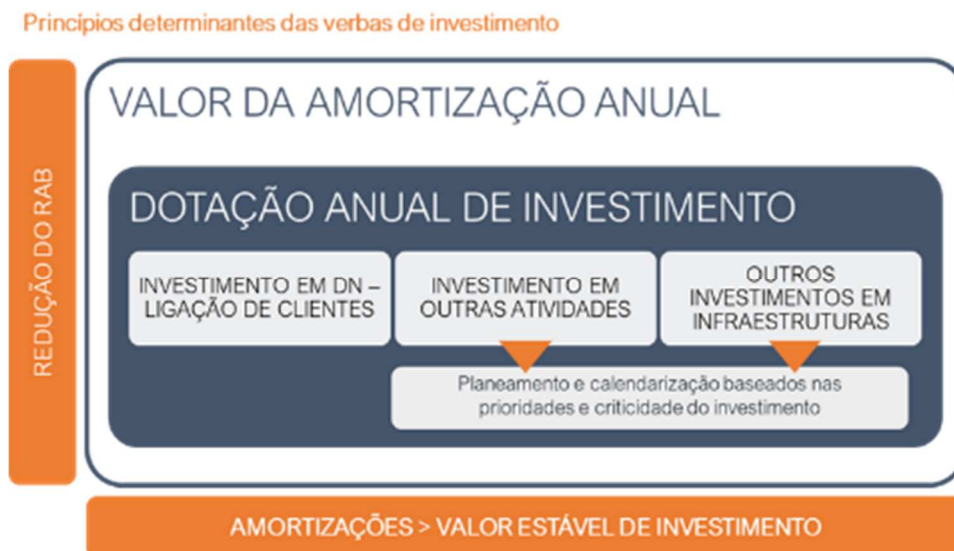 Princípios determinantes das verbas de investimento
REDUÇÃO DO RAB
VALOR DA AMORTIZAÇÃO ANUAL
DOTAÇÃO ANUAL DE INVESTIMENTO
INVESTIMENTO EM DN –
LIGAÇÃO DE CLIENTES
INVESTIMENTO EM
OUTRAS ATIVIDADES
OUTROS
INVESTIMENTOS EM
INFRAESTRUTURAS
Planeamento e calendarização baseados nas
prioridades e criticidade do investimento
AMORTIZAÇÕES > VALOR ESTÁVEL DE INVESTIMENTO